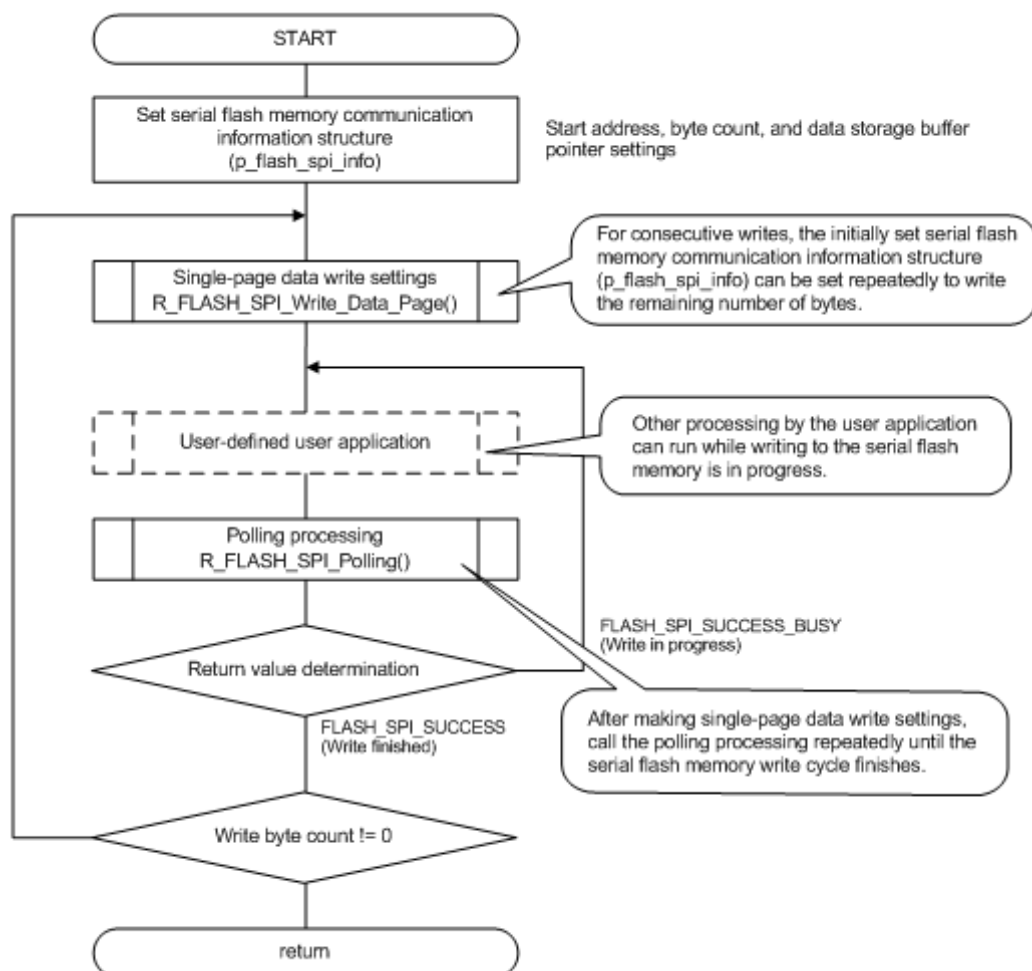 START
Set serial flash memory communication
information structure
(p_flash_spi_info)
Start address, byte count, and data storage buffer
pointer settings
For consecutive writes, the initially set serial flash
memory communication information structure
(p_flash_spi_info) can be set repeatedly to write
the remaining number of bytes.
Single-page data write settings
R_FLASH_SPI_Write_Data_Page()
User-defined user application
Other processing by the user application
can run while writing to the serial flash
memory is in progress.
Polling processing
R_FLASH_SPI_Polling()
FLASH_SPI_SUCCESS_BUSY
(Write in progress)
Return value determination
FLASH_SPI_SUCCESS
(Write finished)
After making single-page data write settings,
call the polling processing repeatedly until the
serial flash memory write cycle finishes.
Write byte count != 0
return